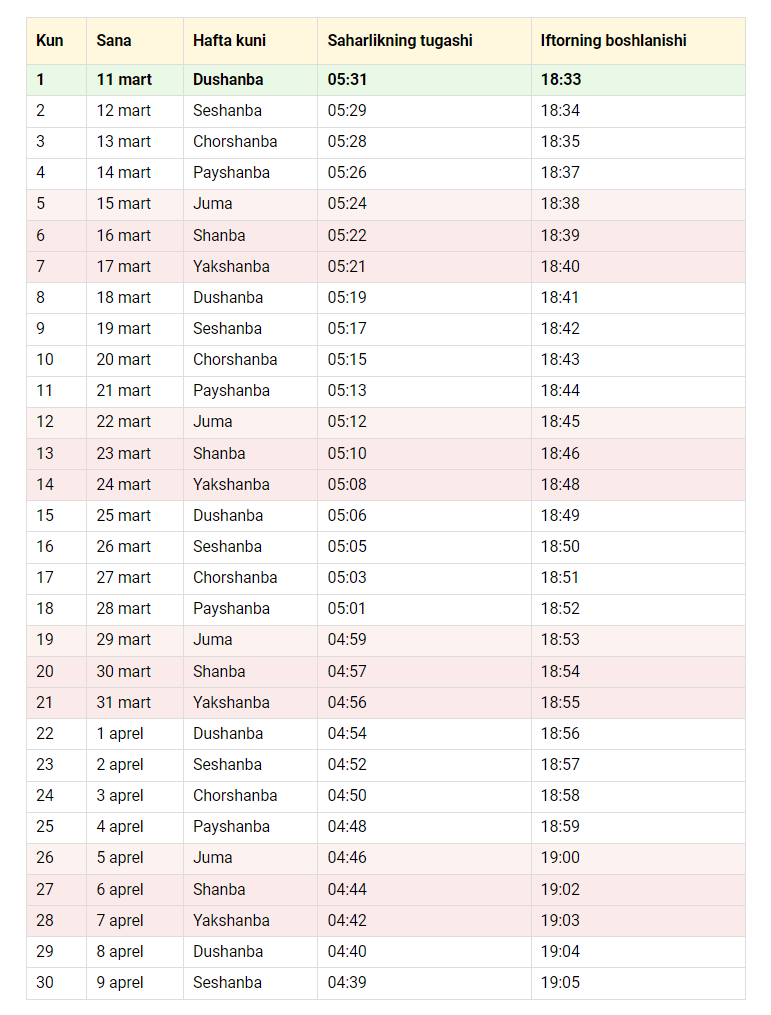 Kun Sana Hafta kuni Saharlikning tugashi Iftorning boshlanishi
1 11 mart Dushanba 05:31 18:33
2 12 mart Seshanba 05:29 18:34
3 13 mart Chorshanba 05:28 18:35
4 14 mart Payshanba 05:26 18:37
5 15 mart Juma 05:24 18:38
6 16 mart Shanba 05:22 18:39
7 17 mart Yakshanba 05:21 18:40
8 18 mart Dushanba 05:19 18:41
9 19 mart Seshanba 05:17 18:42
10 20 mart Chorshanba 05:15 18:43
11 21 mart Payshanba 05:13 18:44
12 22 mart Juma 05:12 18:45
13 23 mart Shanba 05:10 18:46
14 24 mart Yakshanba 05:08 18:48
15 25 mart Dushanba 05:06 18:49
16 26 mart Seshanba 05:05 18:50
17 27 mart Chorshanba 05:03 18:51
18 28 mart Payshanba 05:01 18:52
19 29 mart Juma 04:59 18:53
20 30 mart Shanba 04:57 18:54
21 31 mart Yakshanba 04:56 18:55
22 1 aprel Dushanba 04:54 18:56
23 2 aprel Seshanba 04:52 18:57
24 3 aprel Chorshanba 04:50 18:58
25 4 aprel Payshanba 04:48 18:59
26 5 aprel Juma 04:46 19:00
27 6 aprel Shanba 04:44 19:02
28 7 aprel Yakshanba 04:42 19:03
29 8 aprel Dushanba 04:40 19:04
30 9 aprel Seshanba 04:39 19:05